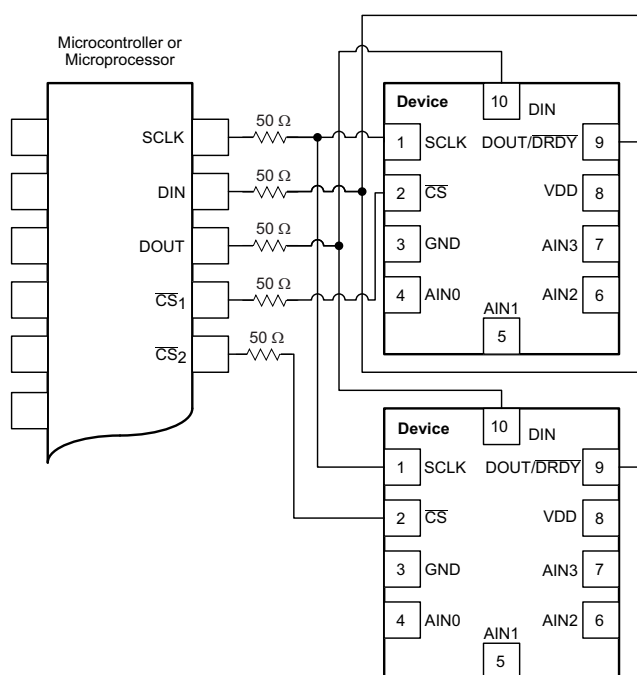 Microcontroller or
Microprocessor
SCLK
DIN
DOUT
CS1
CS2
50 Ω
50 Ω
50 Ω
50 Ω
50 Ω
Device
10
DIN
1
SCLK
DOUT/DRDY
9
2
CS
VDD
8
3
GND
AIN3
7
4
AIN0
AIN2
6
AIN1
5
Device
10
DIN
1
SCLK
DOUT/DRDY
9
2
CS
VDD
8
3
GND
AIN3
7
4
AIN0
AIN2
6
AIN1
5